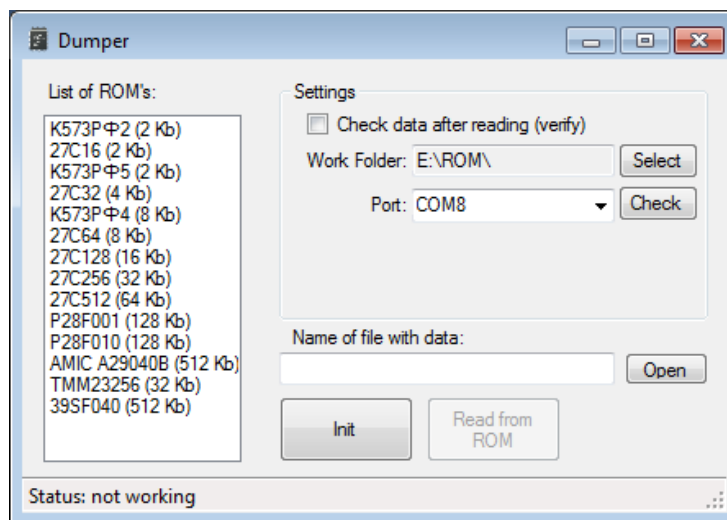 Dumper
List of ROM's:
К573РФ2 (2 Kb)
27C16 (2 Kb)
К573РФ5 (2 Kb)
27C32 (4 Kb)
К573РФ4 (8 Kb)
27C64 (8 Kb)
27C128 (16 Kb)
27C256 (32 Kb)
27C512 (64 Kb)
P28F001 (128 Kb)
P28F010 (128 Kb)
AMIC A29040B (512 Kb)
TMM23256 (32 Kb)
39SF040 (512 Kb)
Settings
Check data after reading (verify)
Work Folder: E:\ROM\ Select
Port: COM8 Check
Name of file with data:
Open
Init
Read from
ROM
Status: not working